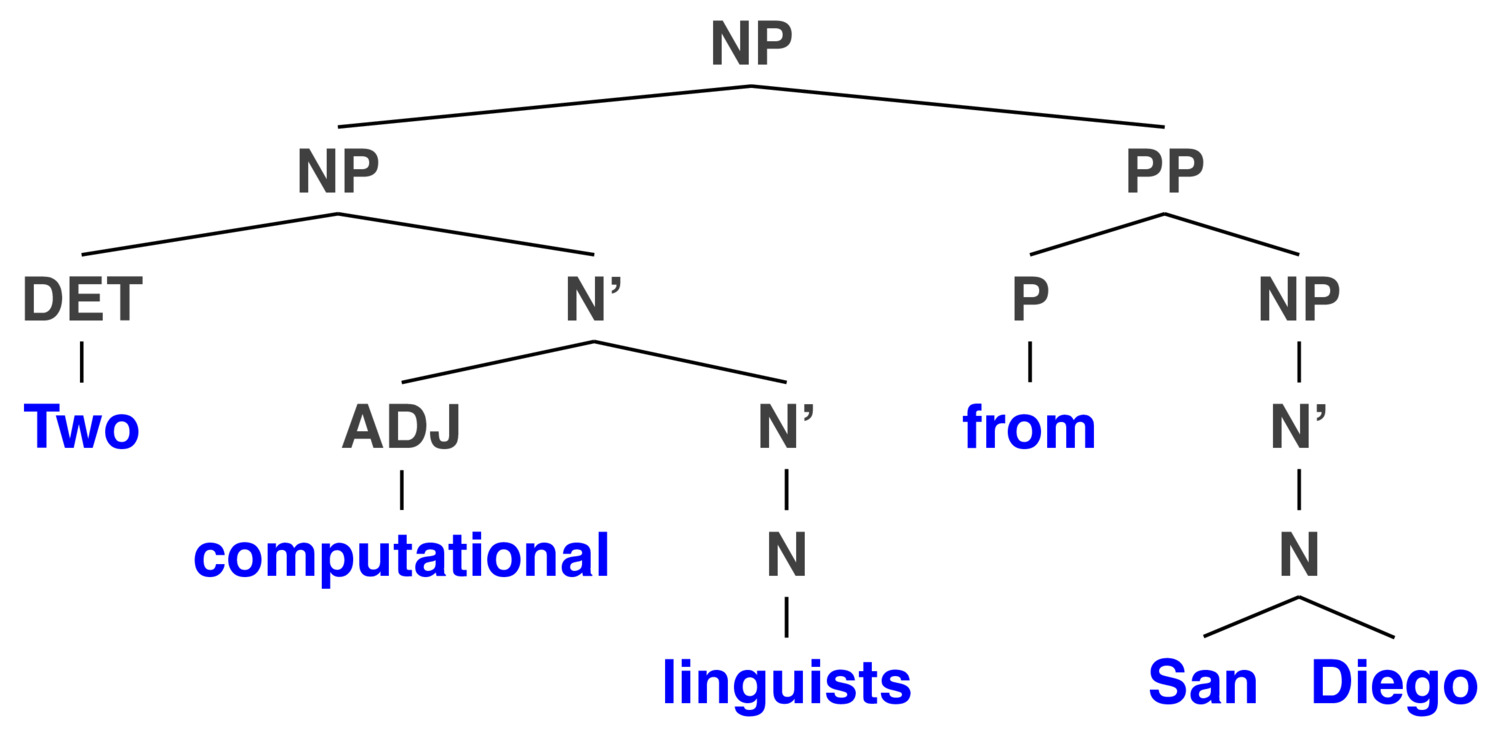 NP
NP PP
DET N’ P NP
Two ADJ N’ from N’
computational N N
linguists San Diego